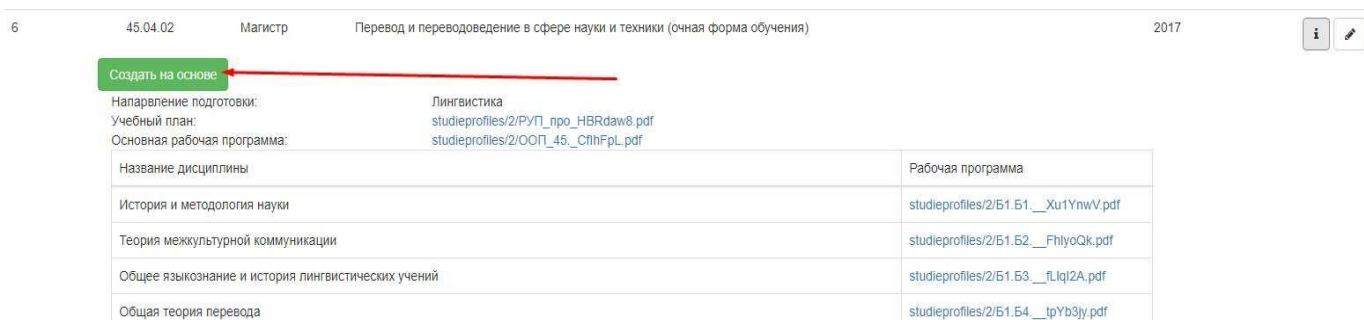 6 45.04.02 Магистр Перевод и переводоведение в сфере науки и техники (очная форма обучения) 2017
Создать на основе
Напарвление подготовки: Лингвистика
Учебный план: studieprofiles/2/РУП_про_HBRdaw8.pdf
Основная рабочая программа: studieprofiles/2/ООП_45._CflhFpL.pdf
Название дисциплины Рабочая программа
История и методология науки studieprofiles/2/Б1.Б1.__Xu1YnwV.pdf
Теория межкультурной коммуникации studieprofiles/2/Б1.Б2.__FhlyoQk.pdf
Общее языкознание и история лингвистических учений studieprofiles/2/Б1.Б3.__fLlql2A.pdf
Общая теория перевода studieprofiles/2/Б1.Б4.__tpYb3jy.pdf